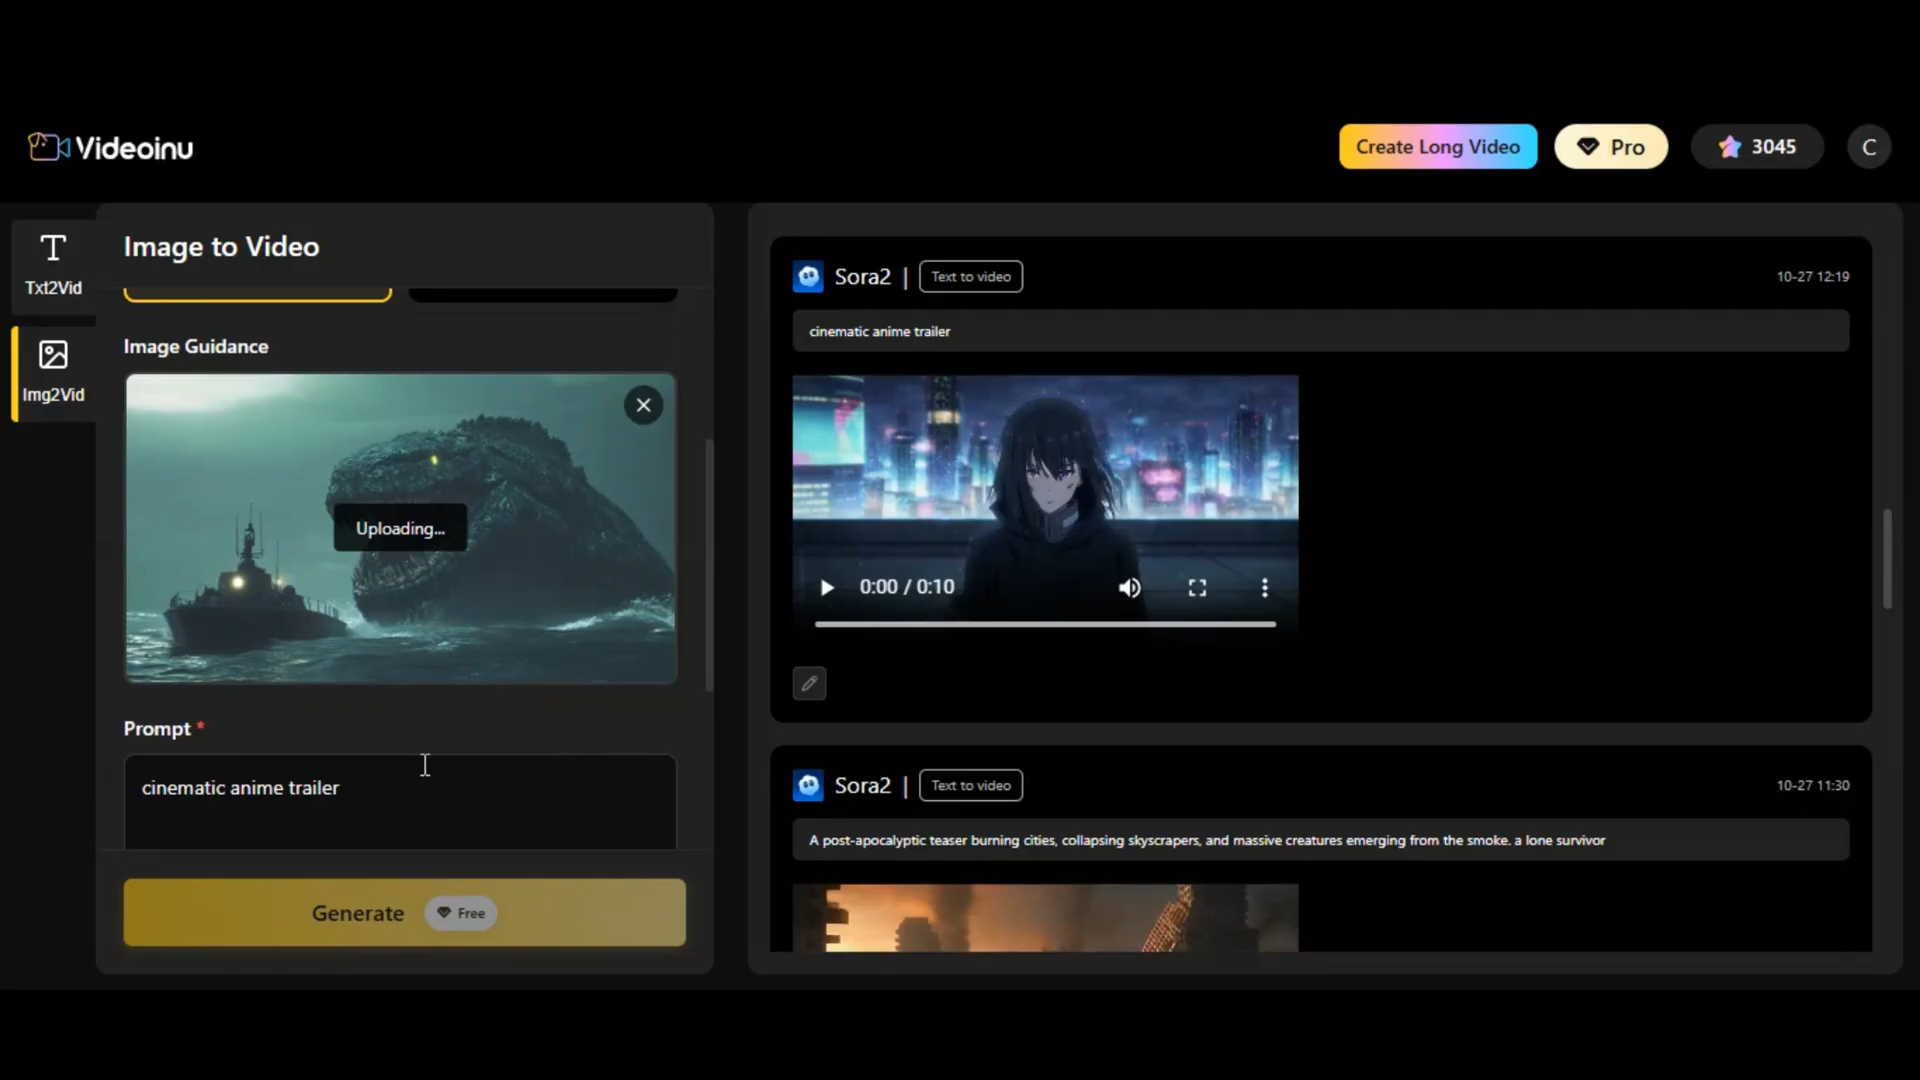 Videoinu
Create Long Video
Pro
3045
C
Txt2Vid
Img2Vid
Image to Video
Image Guidance
Uploading...
Prompt *
cinematic anime trailer
Generate
Free
Sora2 | Text to video
10-27 12:19
cinematic anime trailer
0:00 / 0:10
Sora2 | Text to video
10-27 11:30
A post-apocalyptic teaser burning cities, collapsing skyscrapers, and massive creatures emerging from the smoke. a lone survivor